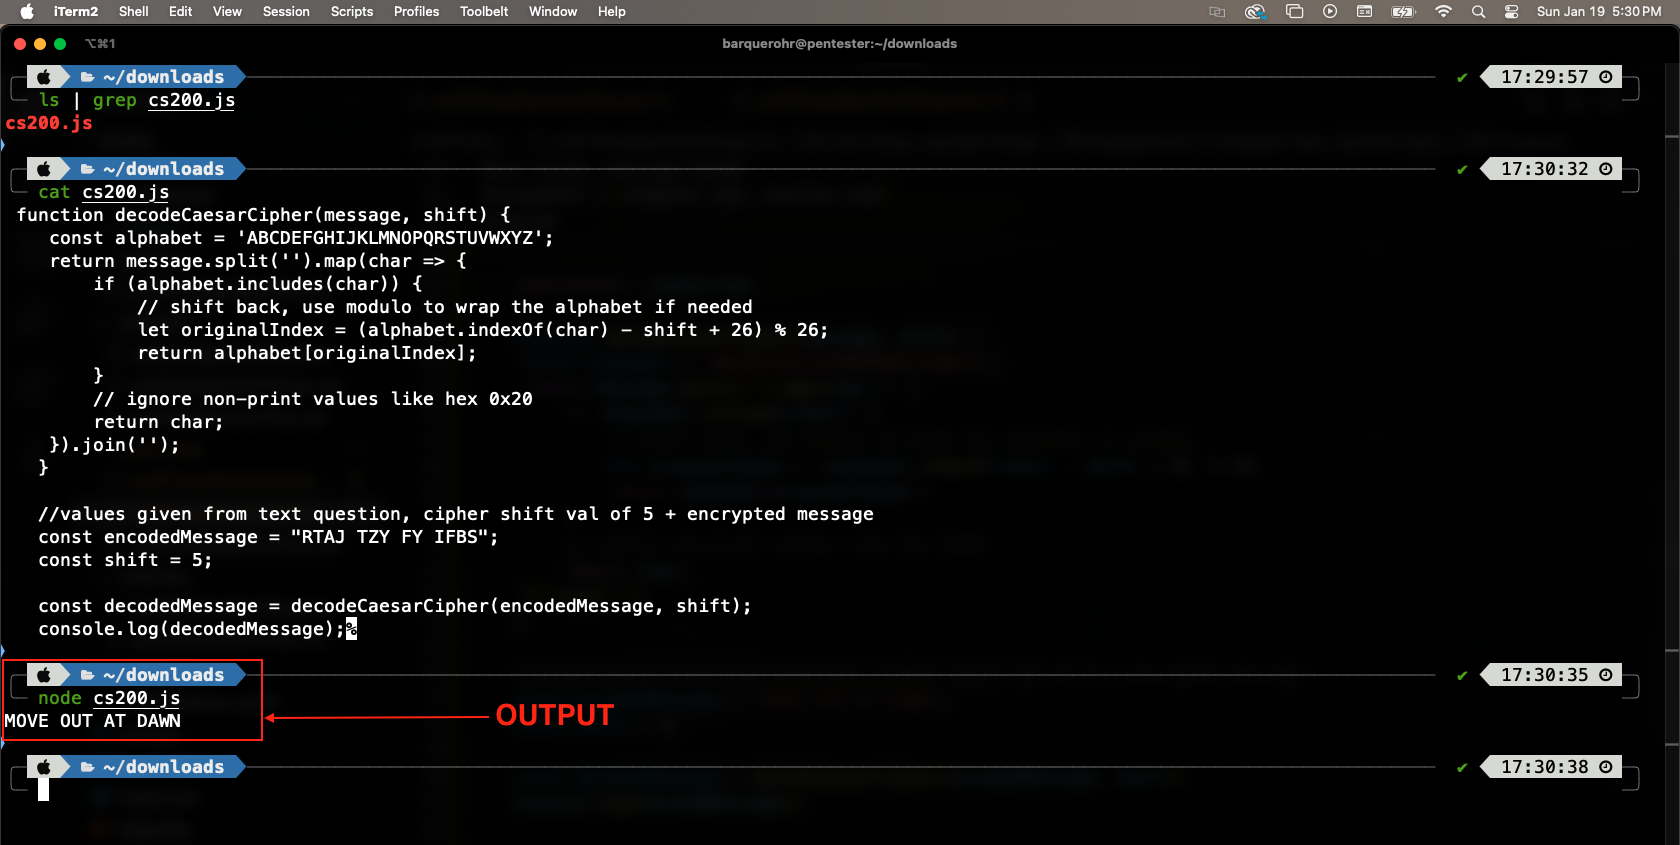 iTerm2 Shell Edit View Session Scripts Profiles Toolbelt Window Help Sun Jan 19 5:30 PM
⌥⌘1 barquerohr@pentester:~/downloads
~/downloads ✔ 17:29:57
ls | grep cs200.js
cs200.js
~/downloads ✔ 17:30:32
cat cs200.js
function decodeCaesarCipher(message, shift) {
const alphabet = 'ABCDEFGHIJKLMNOPQRSTUVWXYZ';
return message.split('').map(char => {
if (alphabet.includes(char)) {
// shift back, use modulo to wrap the alphabet if needed
let originalIndex = (alphabet.indexOf(char) - shift + 26) % 26;
return alphabet[originalIndex];
}
// ignore non-print values like hex 0x20
return char;
}).join('');
}
//values given from text question, cipher shift val of 5 + encrypted message
const encodedMessage = "RTAJ TZY FY IFBS";
const shift = 5;
const decodedMessage = decodeCaesarCipher(encodedMessage, shift);
console.log(decodedMessage);%
~/downloads ✔ 17:30:35
node cs200.js
MOVE OUT AT DAWN
OUTPUT
~/downloads ✔ 17:30:38